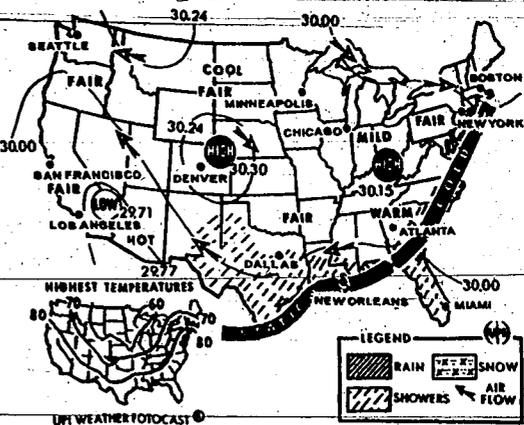 30.24
30.00
SEATTLE
COOL
FAIR
FAIR
BOSTON
MINNEAPOLIS
30.24
CHICAGO
MILD
FAIR
NEW YORK
30.00
HIGH
HIGH
SAN FRANCISCO
DENVER
30.30
30.15
FAIR
LOW
29.71
FAIR
WARM
COLD
LOS ANGELES
HOT
ATLANTA
DALLAS
29.77
30.00
NEW ORLEANS
MIAMI
HIGHEST TEMPERATURES
70
60
70
80
80
LEGEND
UPI
RAIN
SNOW
SHOWERS
AIR
FLOW
UPI WEATHER FOTOCAST